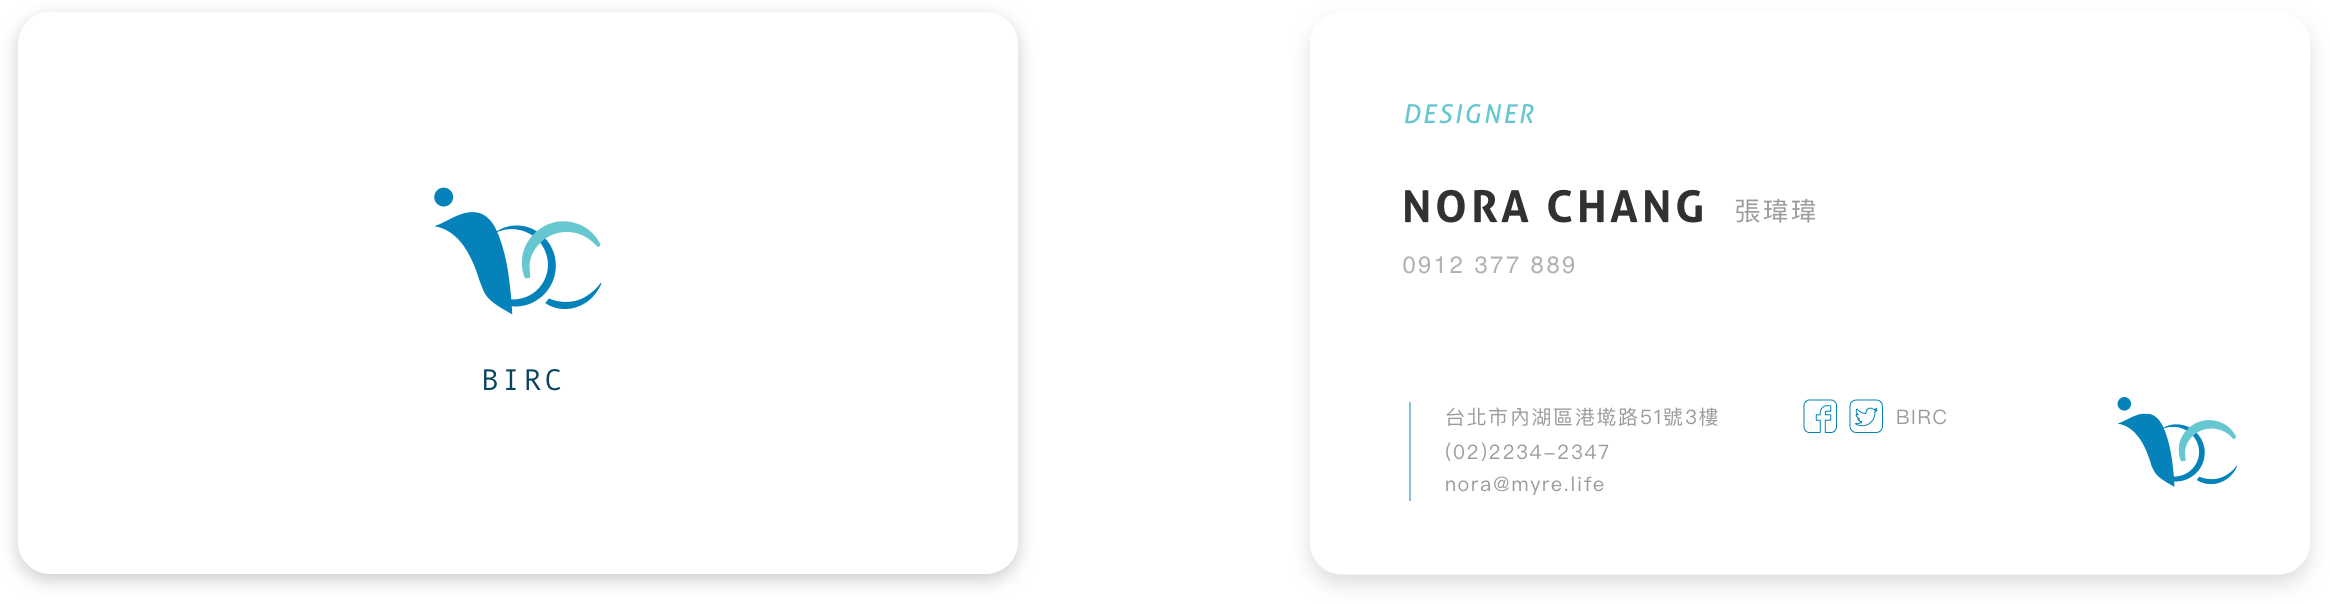 BIRC
DESIGNER
NORA CHANG 張瑋瑋
0912 377 889
台北市內湖區港墘路51號3樓
(02)2234-2347
nora@myre.life
BIRC